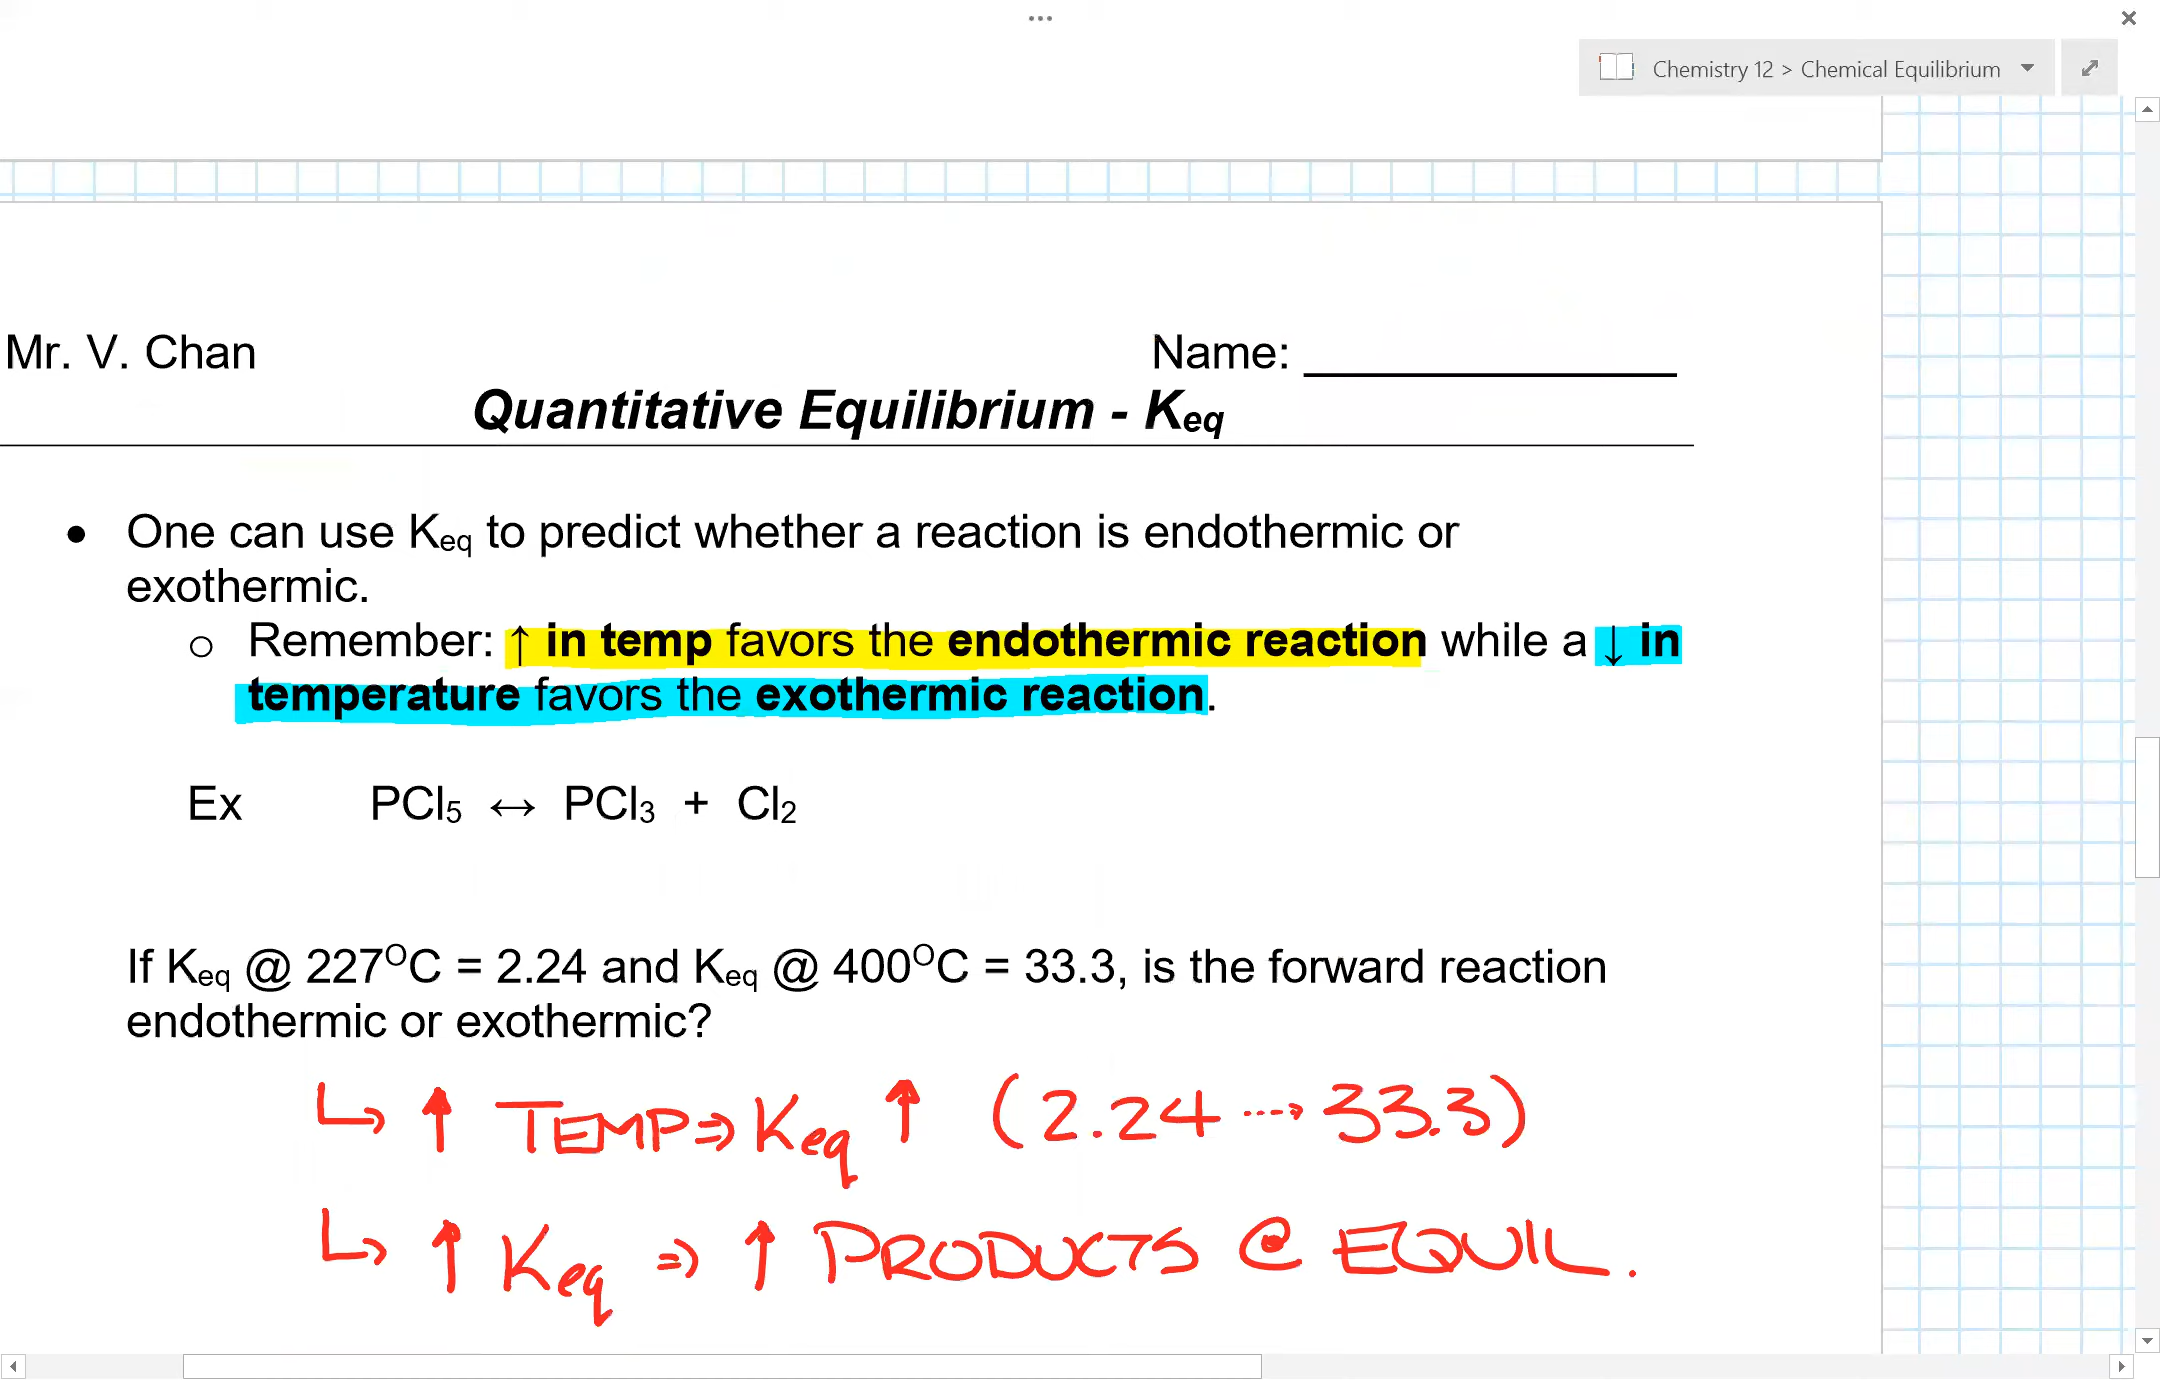 Chemistry 12 > Chemical Equilibrium
Mr. V. Chan Name: ______________
Quantitative Equilibrium - Keq
• One can use Keq to predict whether a reaction is endothermic or
exothermic.
o Remember: ↑ in temp favors the endothermic reaction while a ↓ in
temperature favors the exothermic reaction.
Ex PCl₅ ↔ PCl₃ + Cl₂
If Keq @ 227°C = 2.24 and Keq @ 400°C = 33.3, is the forward reaction
endothermic or exothermic?
↳ ↑ TEMP ⇒ Keq ↑ (2.24 ⇢ 33.3)
↳ ↑ Keq ⇒ ↑ PRODUCTS @ EQUIL.